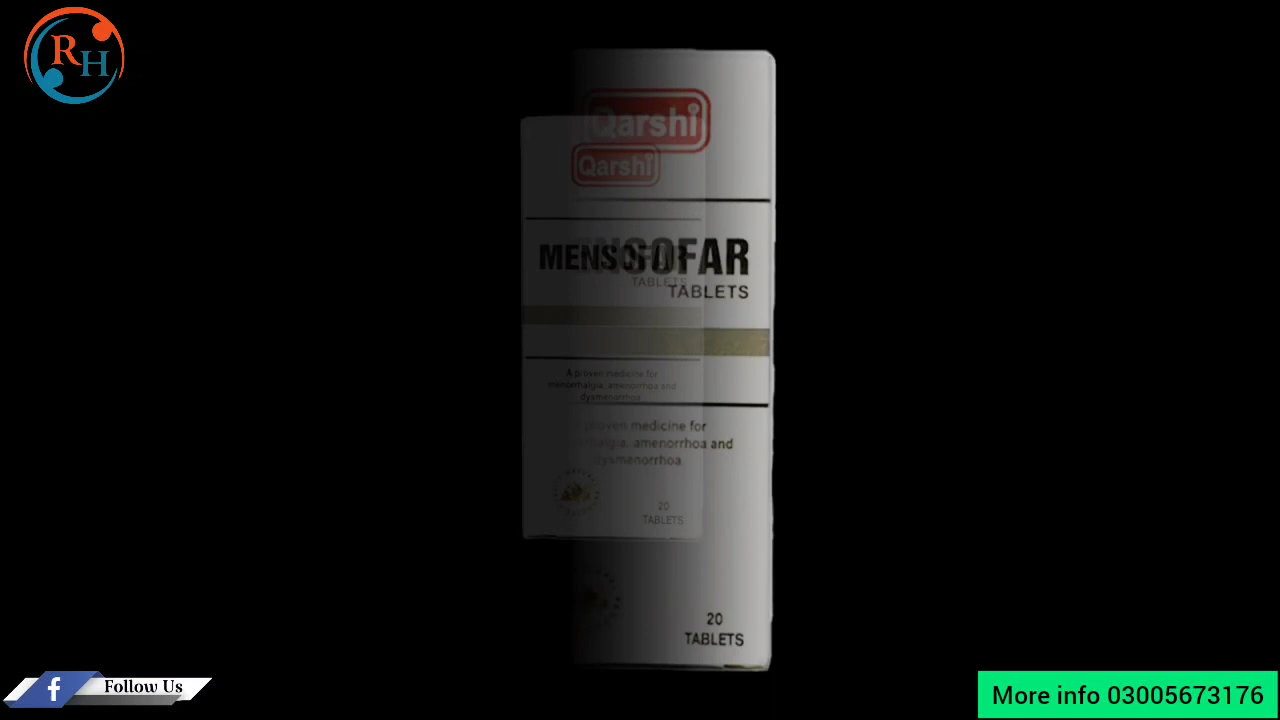 RH
Qarshi
Qarshi
MENSOFAR
TABLETS
TABLETS
A proven medicine for
menorrhalgia, amenorrhoa and
dysmenorrhoa
proven medicine for
amenorrhoa and
dysmenorrhoa
20
TABLETS
20
TABLETS
Follow Us
More info 03005673176